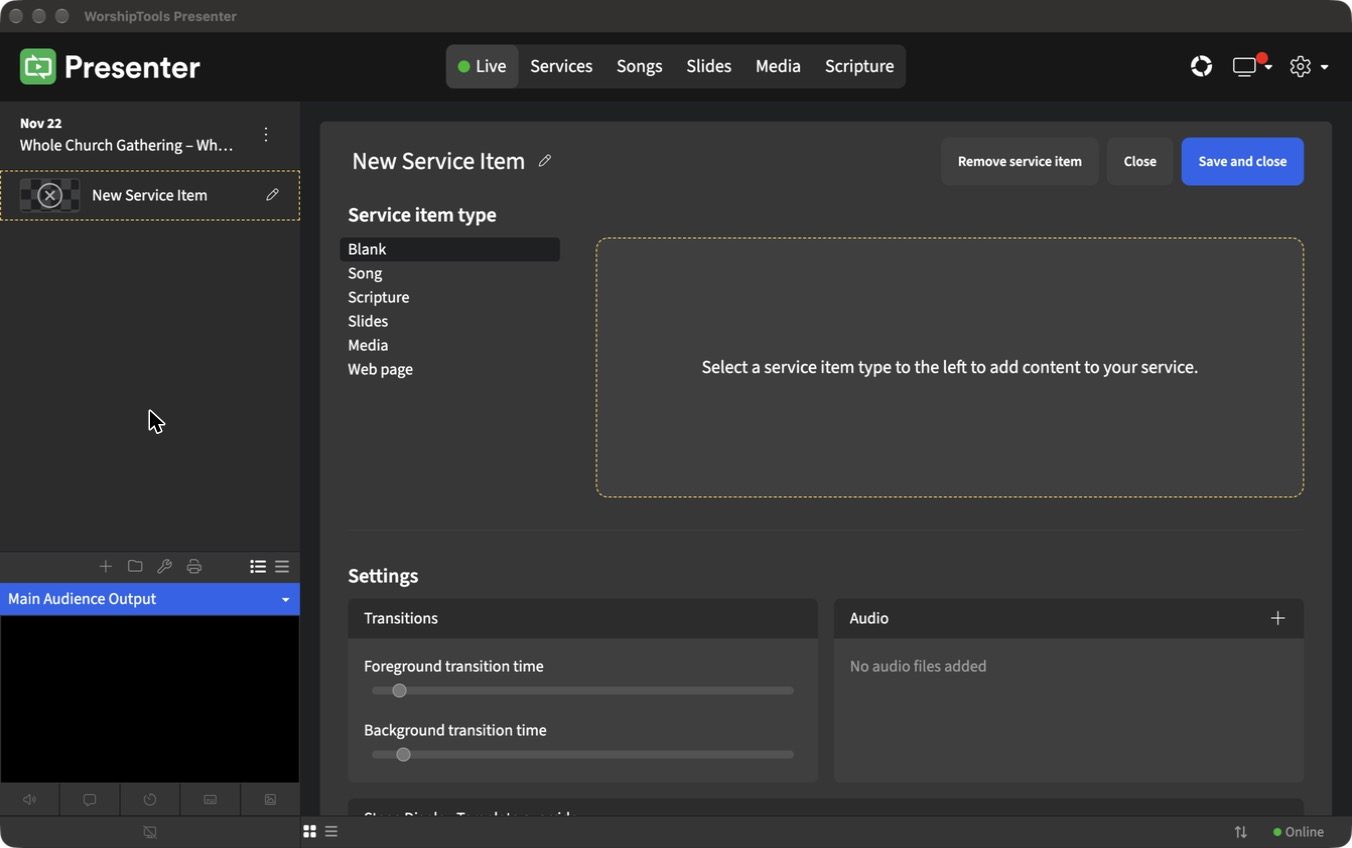 WorshipTools Presenter
Presenter
Live
Services
Songs
Slides
Media
Scripture
Nov 22
Whole Church Gathering – Wh...
New Service Item
New Service Item
Remove service item
Close
Save and close
Service item type
Blank
Song
Scripture
Slides
Media
Web page
Select a service item type to the left to add content to your service.
Settings
Transitions
Foreground transition time
Background transition time
Audio
No audio files added
Main Audience Output
Online